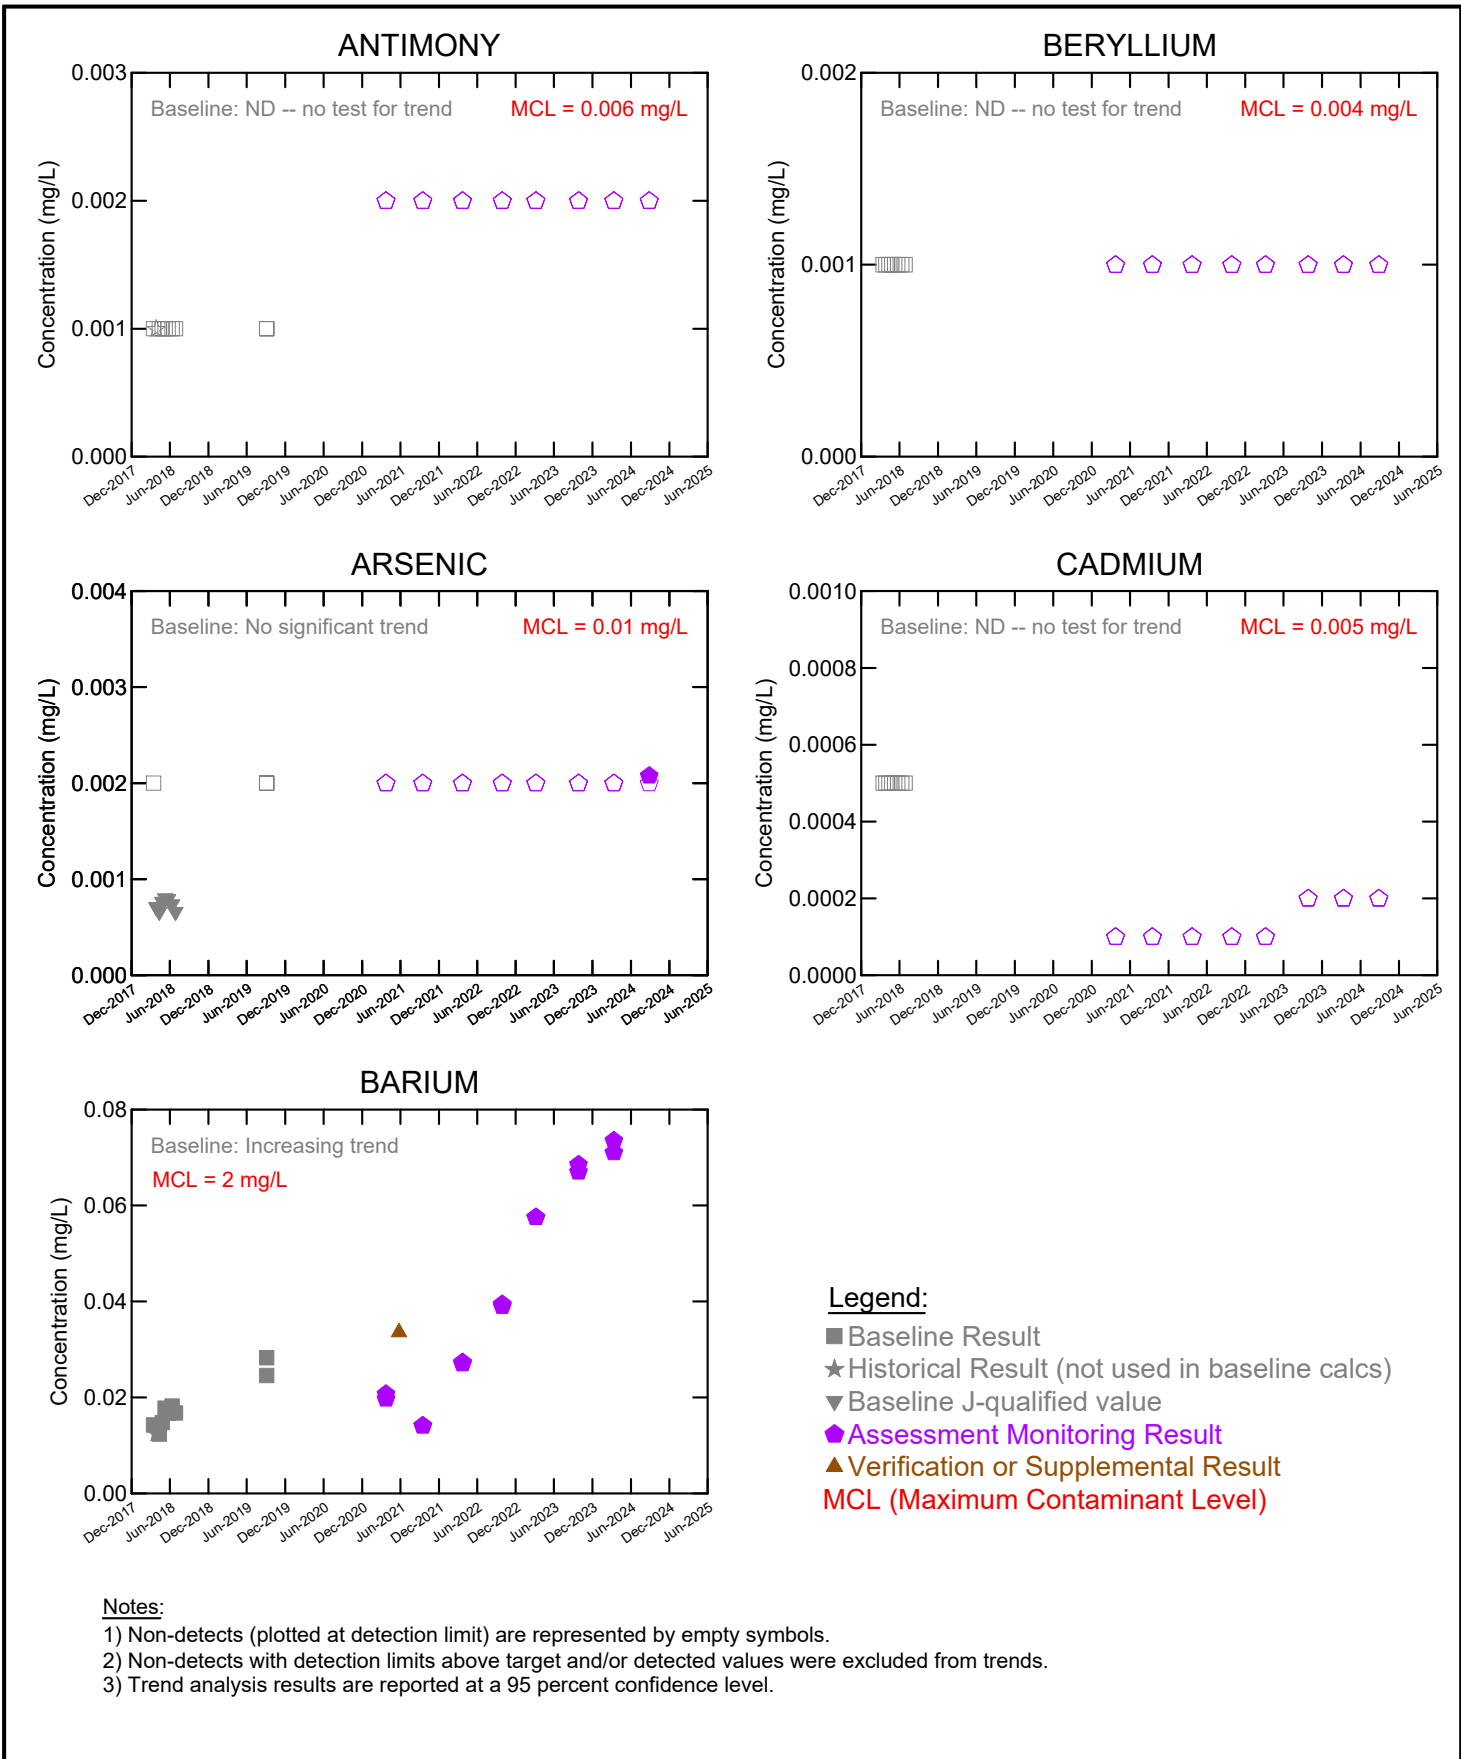 ANTIMONY
0.003
0.002
0.001
0.000
Concentration (mg/L)
Baseline: ND -- no test for trend
MCL = 0.006 mg/L
Dec-2017 Jun-2018 Dec-2018 Jun-2019 Dec-2019 Jun-2020 Dec-2020 Jun-2021 Dec-2021 Jun-2022 Dec-2022 Jun-2023 Dec-2023 Jun-2024 Dec-2024 Jun-2025
BERYLLIUM
0.002
0.001
0.000
Concentration (mg/L)
Baseline: ND -- no test for trend
MCL = 0.004 mg/L
Dec-2017 Jun-2018 Dec-2018 Jun-2019 Dec-2019 Jun-2020 Dec-2020 Jun-2021 Dec-2021 Jun-2022 Dec-2022 Jun-2023 Dec-2023 Jun-2024 Dec-2024 Jun-2025
ARSENIC
0.004
0.003
0.002
0.001
0.000
Concentration (mg/L)
Baseline: No significant trend
MCL = 0.01 mg/L
Dec-2017 Jun-2018 Dec-2018 Jun-2019 Dec-2019 Jun-2020 Dec-2020 Jun-2021 Dec-2021 Jun-2022 Dec-2022 Jun-2023 Dec-2023 Jun-2024 Dec-2024 Jun-2025
CADMIUM
0.0010
0.0008
0.0006
0.0004
0.0002
0.0000
Concentration (mg/L)
Baseline: ND -- no test for trend
MCL = 0.005 mg/L
Dec-2017 Jun-2018 Dec-2018 Jun-2019 Dec-2019 Jun-2020 Dec-2020 Jun-2021 Dec-2021 Jun-2022 Dec-2022 Jun-2023 Dec-2023 Jun-2024 Dec-2024 Jun-2025
BARIUM
0.08
0.06
0.04
0.02
0.00
Concentration (mg/L)
Baseline: Increasing trend
MCL = 2 mg/L
Dec-2017 Jun-2018 Dec-2018 Jun-2019 Dec-2019 Jun-2020 Dec-2020 Jun-2021 Dec-2021 Jun-2022 Dec-2022 Jun-2023 Dec-2023 Jun-2024 Dec-2024 Jun-2025
Legend:
Baseline Result
Historical Result (not used in baseline calcs)
Baseline J-qualified value
Assessment Monitoring Result
Verification or Supplemental Result
MCL (Maximum Contaminant Level)
Notes:
1) Non-detects (plotted at detection limit) are represented by empty symbols.
2) Non-detects with detection limits above target and/or detected values were excluded from trends.
3) Trend analysis results are reported at a 95 percent confidence level.